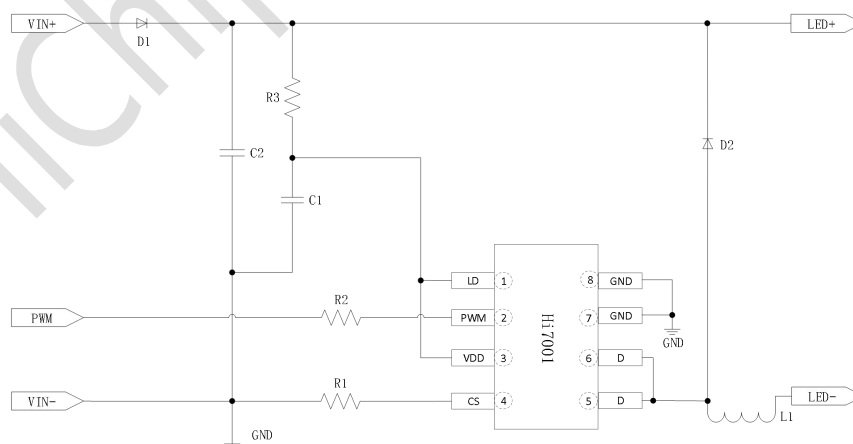 VIN+
LED+
D1
R3
D2
C2
C1
LD 1
8 GND
R2
PWM
PWM 2
7 GND
Hi7001
GND
VDD 3
6 D
R1
VIN-
CS 4
5 D
LED-
L1
GND